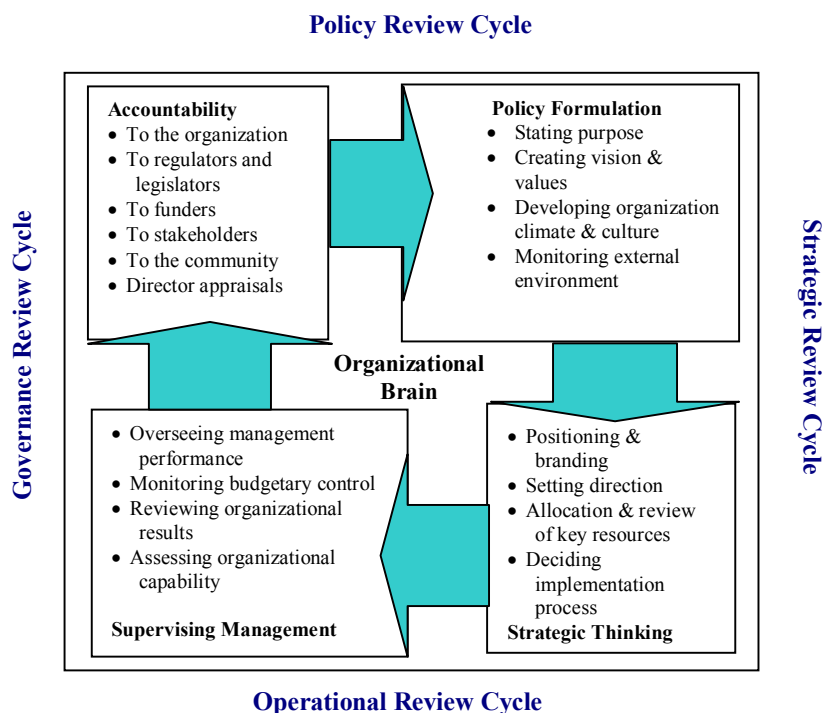 Policy Review Cycle
Accountability
• To the organization
• To regulators and
legislators
• To funders
• To stakeholders
• To the community
• Director appraisals
Policy Formulation
• Stating purpose
• Creating vision &
values
• Developing organization
climate & culture
• Monitoring external
environment
Governance Review Cycle
Strategic Review Cycle
Organizational
Brain
• Overseeing management
performance
• Monitoring budgetary control
• Reviewing organizational
results
• Assessing organizational
capability
Supervising Management
• Positioning &
branding
• Setting direction
• Allocation & review
of key resources
• Deciding
implementation
process
Strategic Thinking
Operational Review Cycle